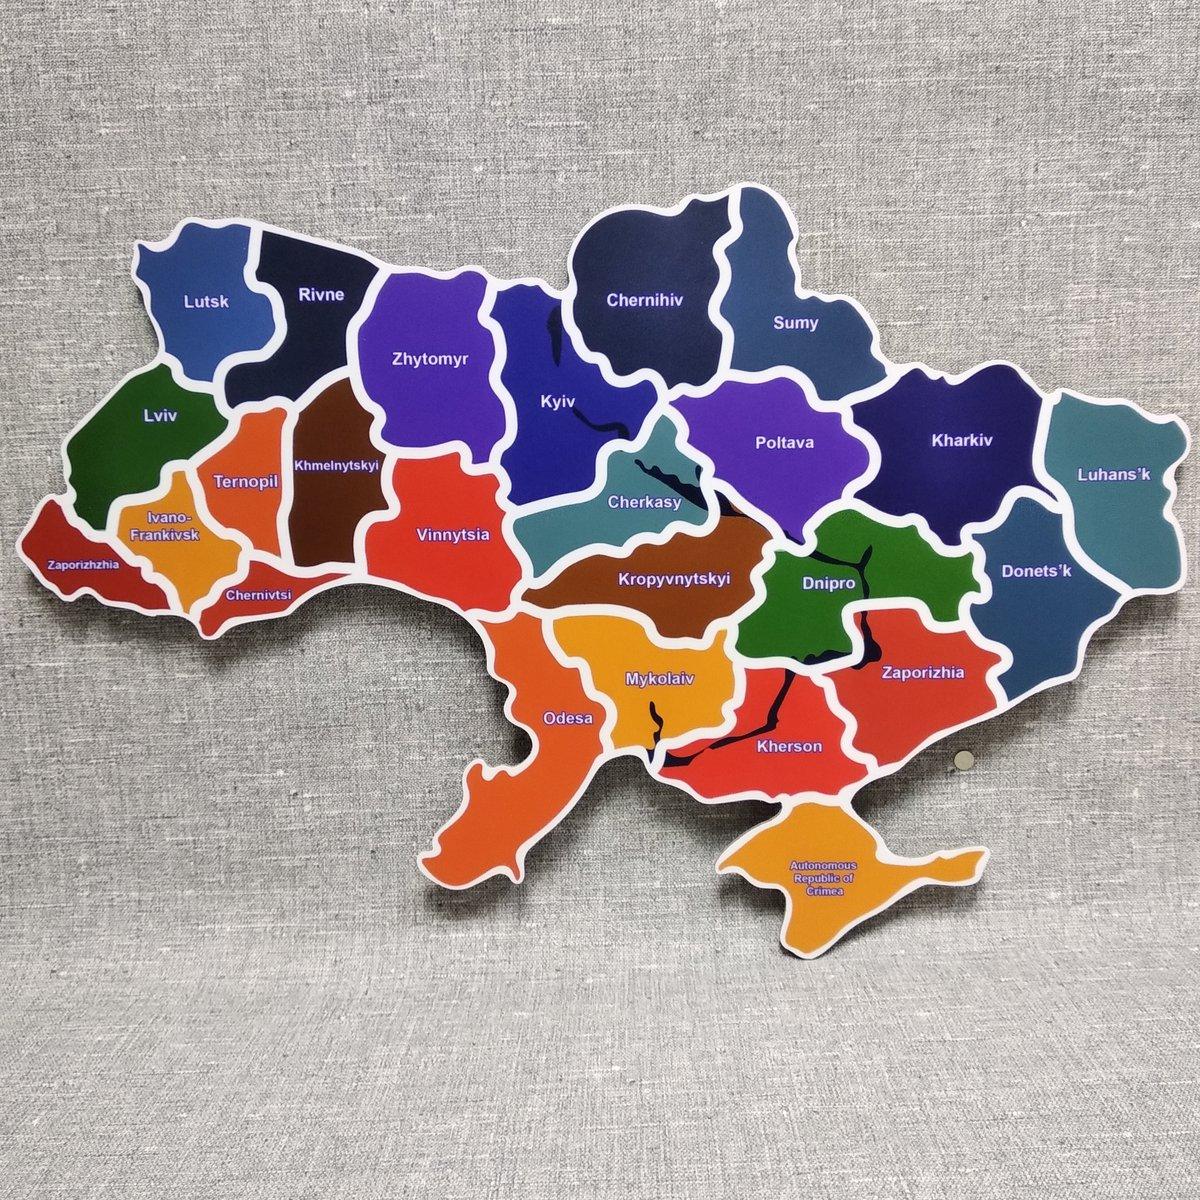 Chernihiv
Sumy
Lutsk
Rivne
Zhytomyr
Kyiv
Lviv
Poltava
Kharkiv
Khmelnytskyi
Luhans'k
Ternopil
Cherkasy
Ivano-
Frankivsk
Vinnytsia
Zaporizhzhia
Kropyvnytskyi
Dnipro
Donets'k
Chernivtsi
Mykolaiv
Zaporizhia
Odesa
Kherson
Autonomous
Republic of
Crimea